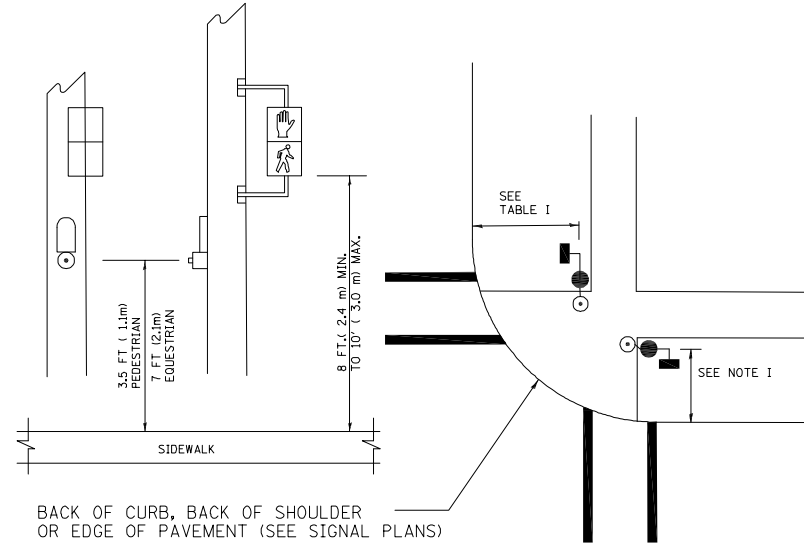 3.5 FT ( 1.1m)
PEDESTRIAN
7 FT (2.1m)
EQUESTRIAN
8 FT.( 2.4 m) MIN.
TO 10' ( 3.0 m) MAX.
SIDEWALK
SEE
TABLE I
SEE NOTE I
BACK OF CURB, BACK OF SHOULDER
OR EDGE OF PAVEMENT (SEE SIGNAL PLANS)